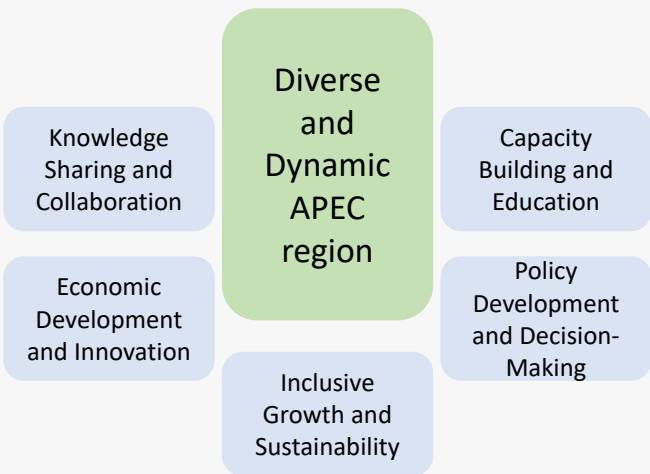 Diverse
and
Dynamic
APEC
region
Knowledge
Sharing and
Collaboration
Capacity
Building and
Education
Economic
Development
and Innovation
Policy
Development
and Decision-
Making
Inclusive
Growth and
Sustainability